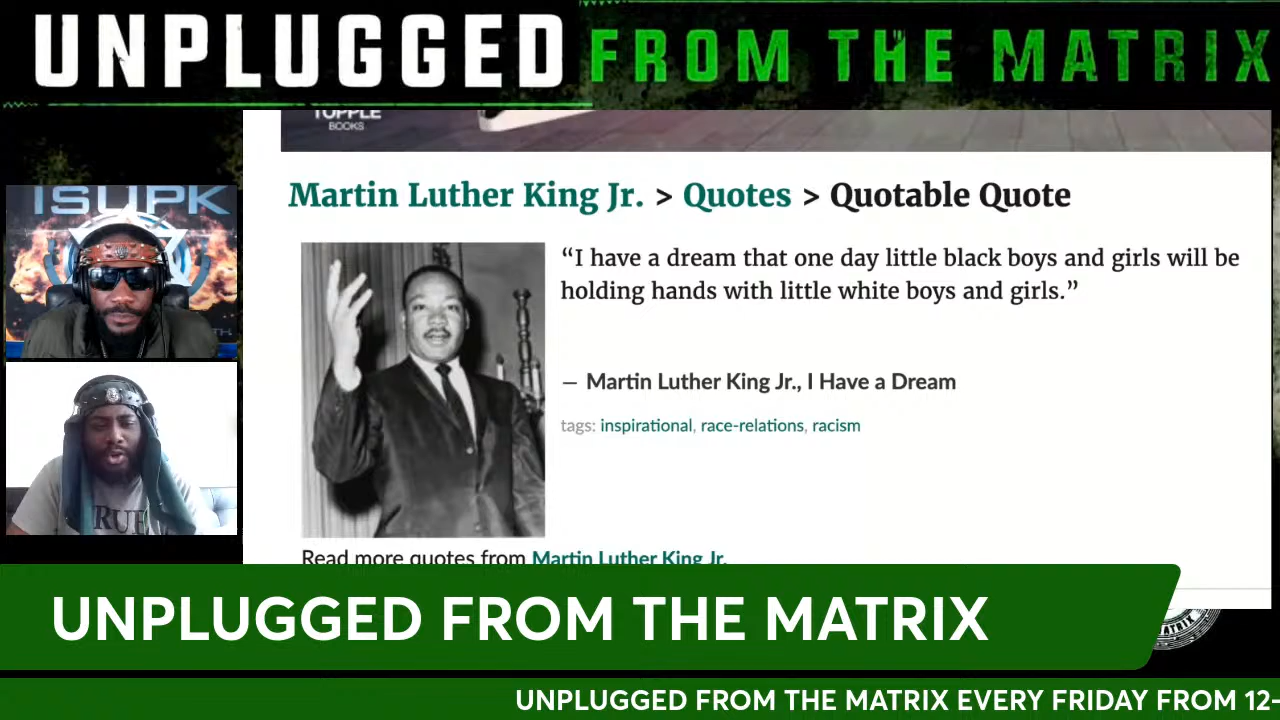 UNPLUGGED FROM THE MATRIX
TOPPLE
BOOKS
Martin Luther King Jr. > Quotes > Quotable Quote
ISUPK
“I have a dream that one day little black boys and girls will be
holding hands with little white boys and girls.”
— Martin Luther King Jr., I Have a Dream
tags: inspirational, race-relations, racism
Read more quotes from Martin Luther King Jr.
UNPLUGGED FROM THE MATRIX
UNPLUGGED FROM THE MATRIX EVERY FRIDAY FROM 12-